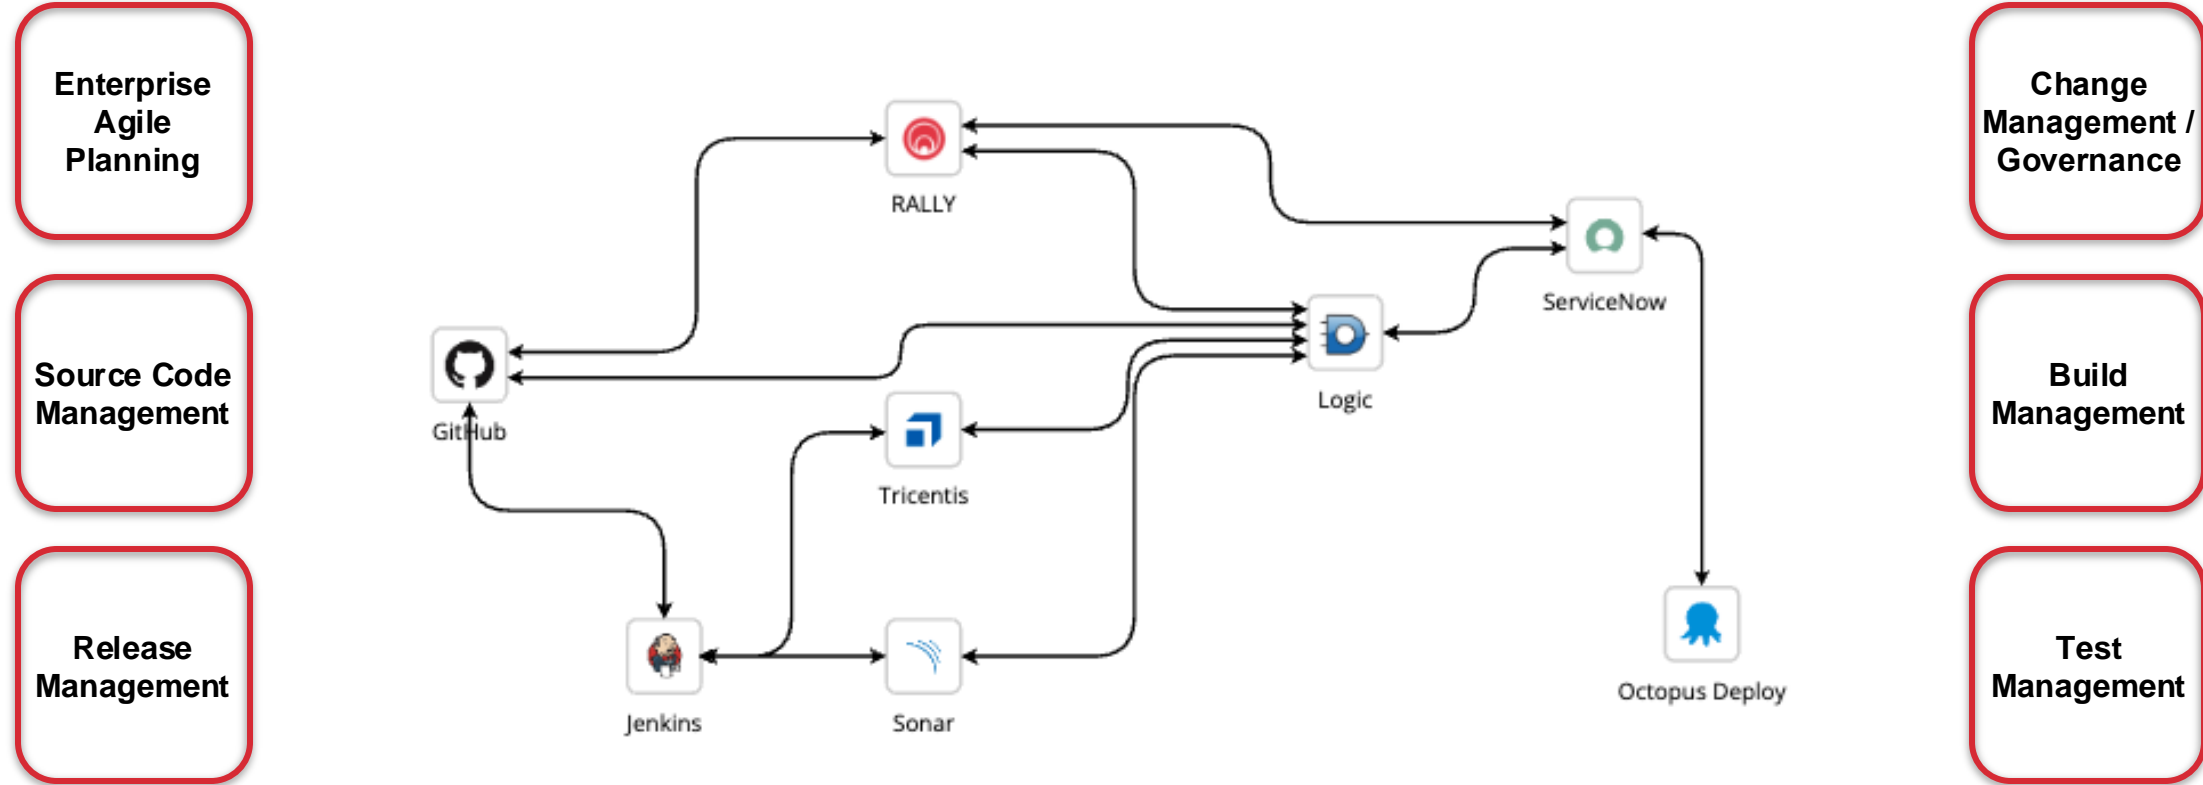 Enterprise
Agile
Planning
Source Code
Management
Release
Management
RALLY
GitHub
Tricentis
Jenkins
Sonar
Logic
ServiceNow
Octopus Deploy
Change
Management /
Governance
Build
Management
Test
Management